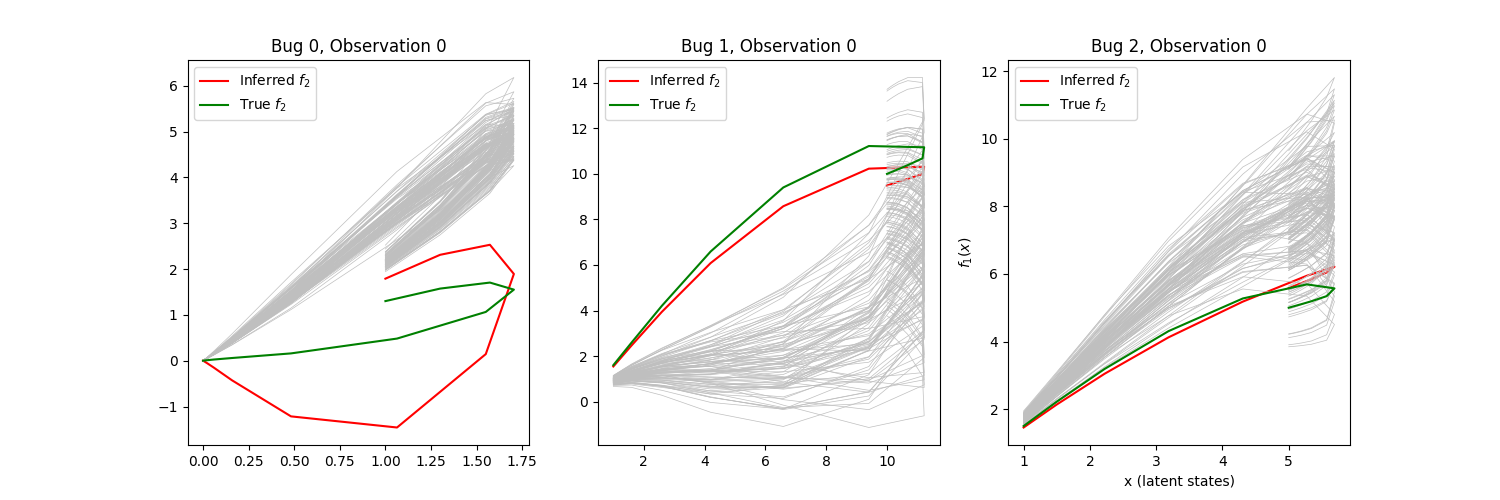 Bug 0, Observation 0
Inferred f₂
True f₂
6
5
4
3
2
1
0
−1
0.00 0.25 0.50 0.75 1.00 1.25 1.50 1.75
Bug 1, Observation 0
Inferred f₂
True f₂
14
12
10
8
6
4
2
0
2 4 6 8 10
Bug 2, Observation 0
Inferred f₂
True f₂
f₁(x)
12
10
8
6
4
2
1 2 3 4 5
x (latent states)